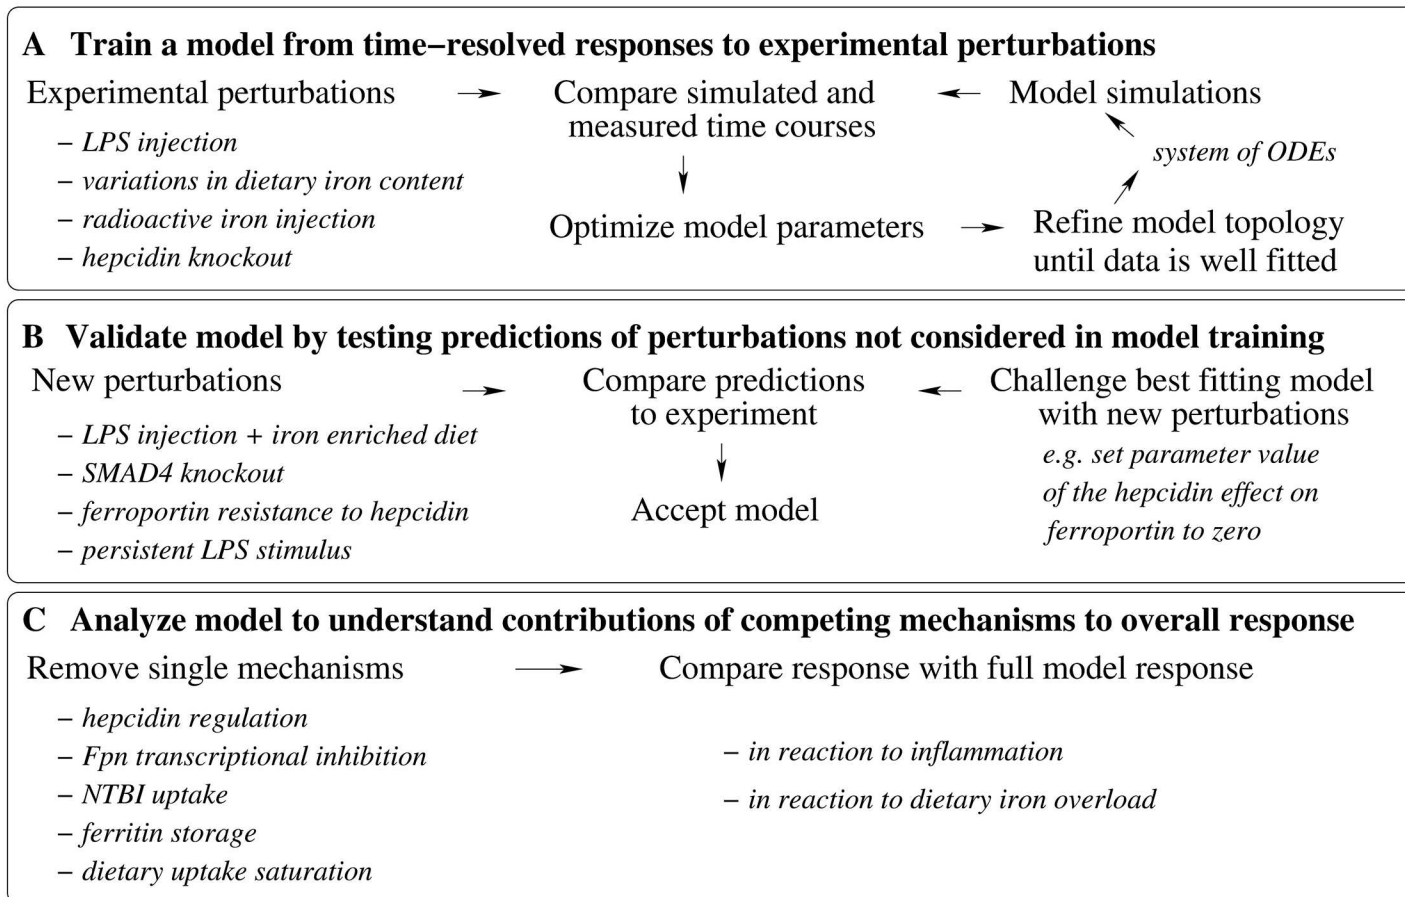 A Train a model from time−resolved responses to experimental perturbations
Experimental perturbations
− LPS injection
− variations in dietary iron content
− radioactive iron injection
− hepcidin knockout
Compare simulated and
measured time courses
Optimize model parameters
Model simulations
system of ODEs
Refine model topology
until data is well fitted
B Validate model by testing predictions of perturbations not considered in model training
New perturbations
− LPS injection + iron enriched diet
− SMAD4 knockout
− ferroportin resistance to hepcidin
− persistent LPS stimulus
Compare predictions
to experiment
Accept model
Challenge best fitting model
with new perturbations
e.g. set parameter value
of the hepcidin effect on
ferroportin to zero
C Analyze model to understand contributions of competing mechanisms to overall response
Remove single mechanisms
− hepcidin regulation
− Fpn transcriptional inhibition
− NTBI uptake
− ferritin storage
− dietary uptake saturation
Compare response with full model response
− in reaction to inflammation
− in reaction to dietary iron overload